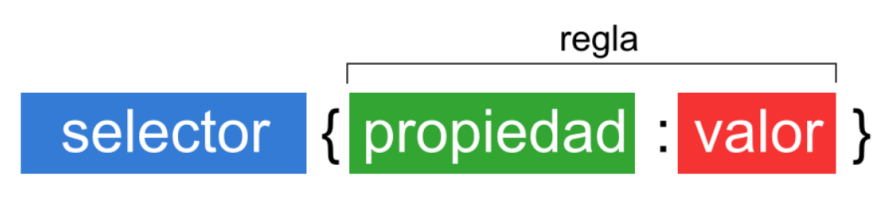 regla
selector { propiedad : valor }